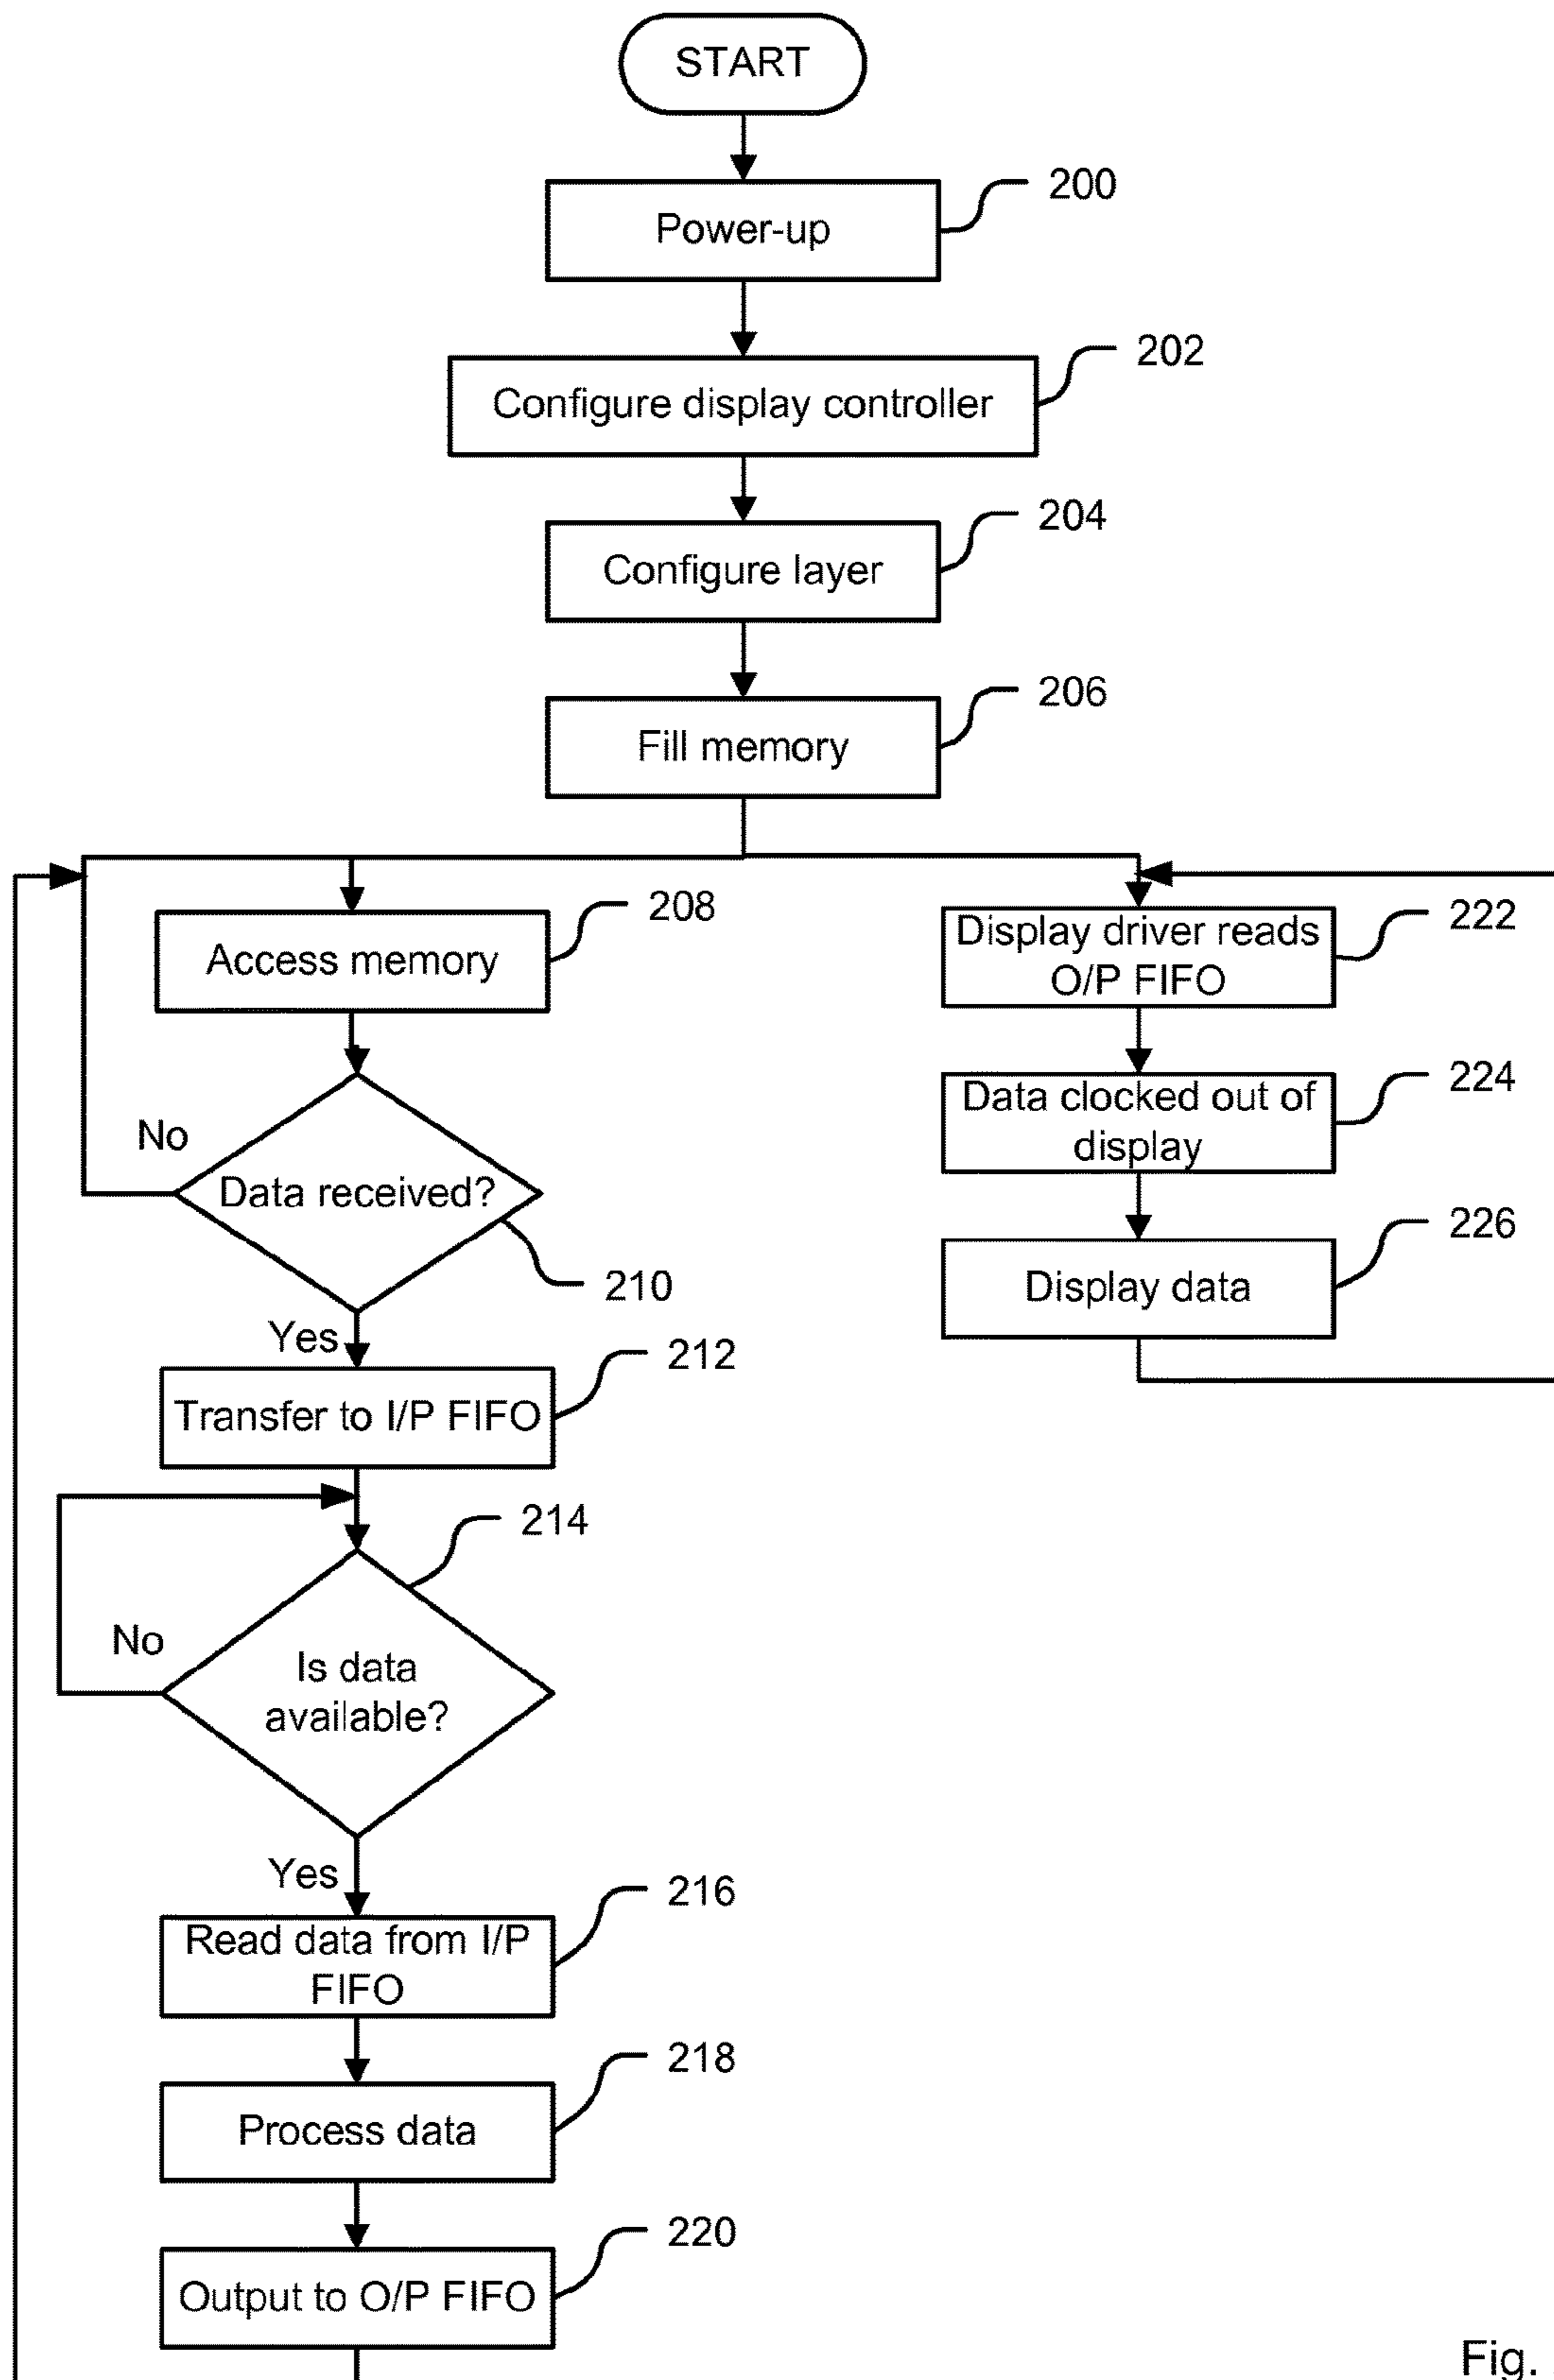 START
200
Power-up
202
Configure display controller
204
Configure layer
206
Fill memory
208
Access memory
No
Data received?
210
Yes
212
Transfer to I/P FIFO
214
No
Is data
available?
Yes
216
Read data from I/P
FIFO
218
Process data
220
Output to O/P FIFO
222
Display driver reads
O/P FIFO
224
Data clocked out of
display
226
Display data
Fig.